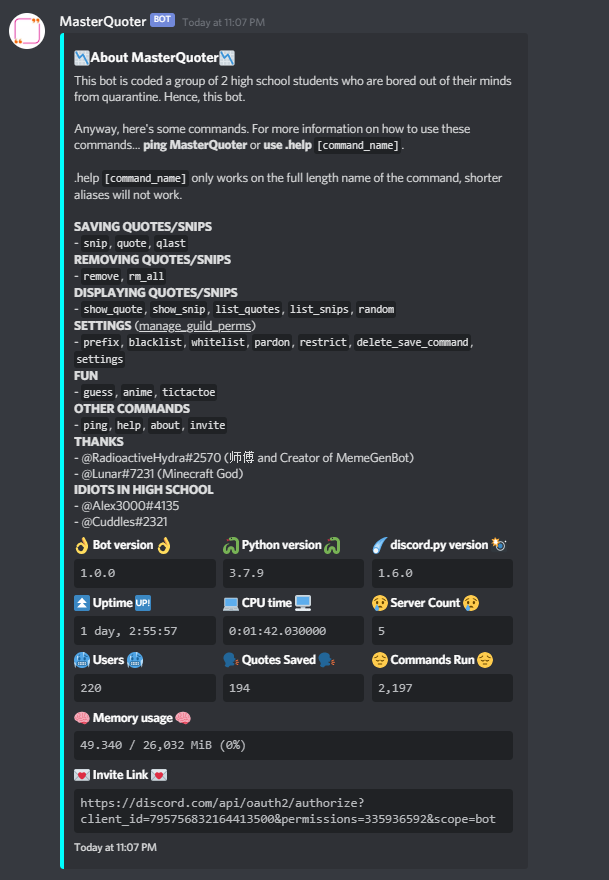 MasterQuoter BOT Today at 11:07 PM
About MasterQuoter
This bot is coded a group of 2 high school students who are bored out of their minds
from quarantine. Hence, this bot.
Anyway, here's some commands. For more information on how to use these
commands... ping MasterQuoter or use .help [command_name].
.help [command_name] only works on the full length name of the command, shorter
aliases will not work.
SAVING QUOTES/SNIPS
- snip, quote, qlast
REMOVING QUOTES/SNIPS
- remove, rm_all
DISPLAYING QUOTES/SNIPS
- show_quote, show_snip, list_quotes, list_snips, random
SETTINGS (manage_guild_perms)
- prefix, blacklist, whitelist, pardon, restrict, delete_save_command,
settings
FUN
- guess, anime, tictactoe
OTHER COMMANDS
- ping, help, about, invite
THANKS
- @RadioactiveHydra#2570 (师傅 and Creator of MemeGenBot)
- @Lunar#7231 (Minecraft God)
IDIOTS IN HIGH SCHOOL
- @Alex3000#4135
- @Cuddles#2321
Bot version Python version discord.py version
1.0.0 3.7.9 1.6.0
Uptime UP! CPU time Server Count
1 day, 2:55:57 0:01:42.030000 5
Users Quotes Saved Commands Run
220 194 2,197
Memory usage
49.340 / 26,032 MiB (0%)
Invite Link
https://discord.com/api/oauth2/authorize?
client_id=795756832164413500&permissions=335936592&scope=bot
Today at 11:07 PM